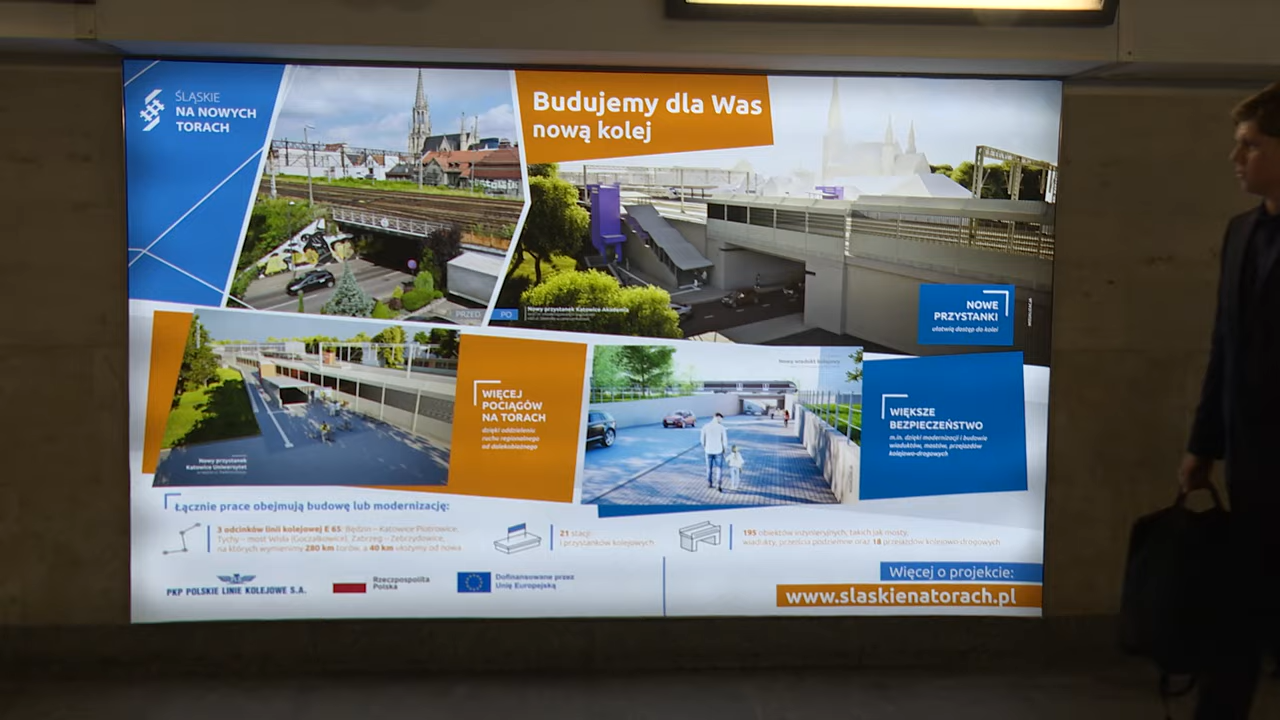 ŚLĄSKIE
NA NOWYCH
TORACH
Budujemy dla Was
nową kolej
PRZED
PO
Nowy przystanek Katowice Akademia
NOWE
PRZYSTANKI
ułatwią dostęp do kolei
Nowy przystanek
Katowice Uniwersytet
WIĘCEJ
POCIĄGÓW
NA TORACH
dzięki oddzieleniu
ruchu regionalnego
od dalekobieżnego
Nowy wiadukt kolejowy
WIĘKSZE
BEZPIECZEŃSTWO
m.in. dzięki modernizacji i budowie
wiaduktów, mostów, przejazdów
kolejowo-drogowych
Łącznie prace obejmują budowę lub modernizację:
3 odcinków linii kolejowej E 65: Będzin – Katowice Piotrowice,
Tychy – most Wisła (Goczałkowice), Zabrzeg – Zebrzydowice,
na których wymienimy 280 km torów, a 40 km ułożymy od nowa
21 stacji
i przystanków kolejowych
195 obiektów inżynieryjnych, takich jak mosty,
wiadukty, przejścia podziemne oraz 18 przejazdów kolejowo-drogowych
PKP POLSKIE LINIE KOLEJOWE S.A.
Rzeczpospolita
Polska
Dofinansowane przez
Unię Europejską
Więcej o projekcie:
www.slaskienatorach.pl